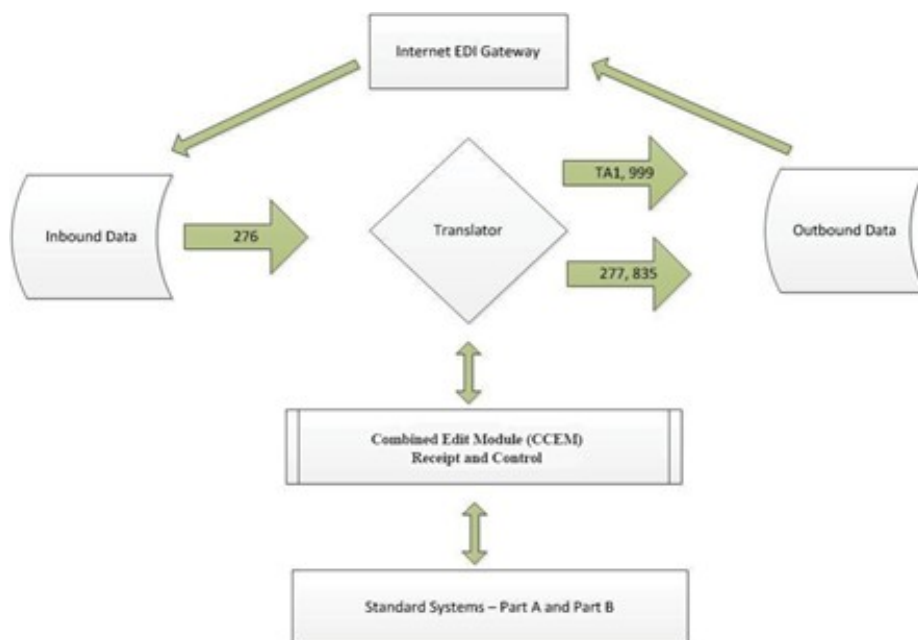 Internet EDI Gateway
TA1, 999
Inbound Data
276
Translator
Outbound Data
277, 835
Combined Edit Module (CCEM)
Receipt and Control
Standard Systems – Part A and Part B